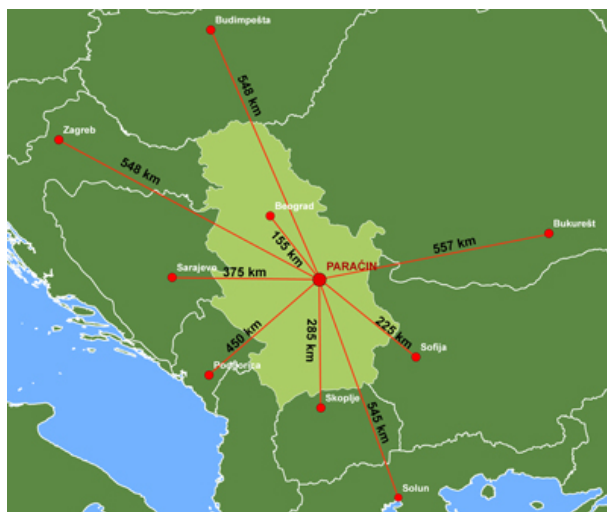 Budimpešta
548 km
Zagreb
548 km
Beograd
155 km
Bukurešt
557 km
PARAĆIN
Sarajevo
375 km
450 km
285 km
225 km
Sofija
Podgorica
Skoplje
545 km
Solun